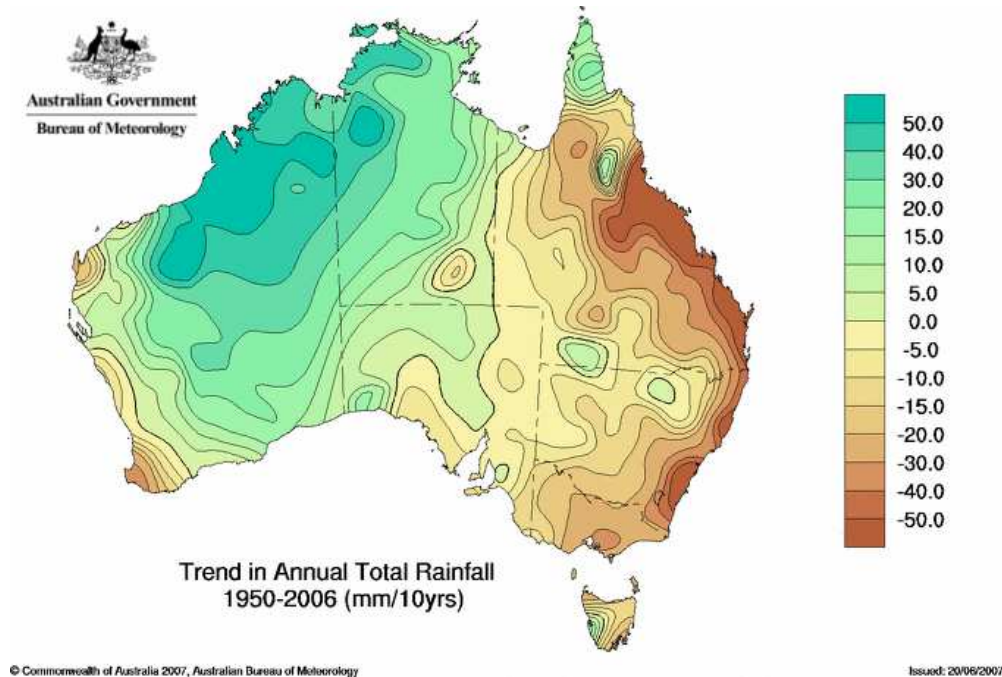 Australian Government
Bureau of Meteorology
50.0
40.0
30.0
20.0
15.0
10.0
5.0
0.0
-5.0
-10.0
-15.0
-20.0
-30.0
-40.0
-50.0
Trend in Annual Total Rainfall
1950-2006 (mm/10yrs)
© Commonwealth of Australia 2007, Australian Bureau of Meteorology
Issued: 20/06/2007